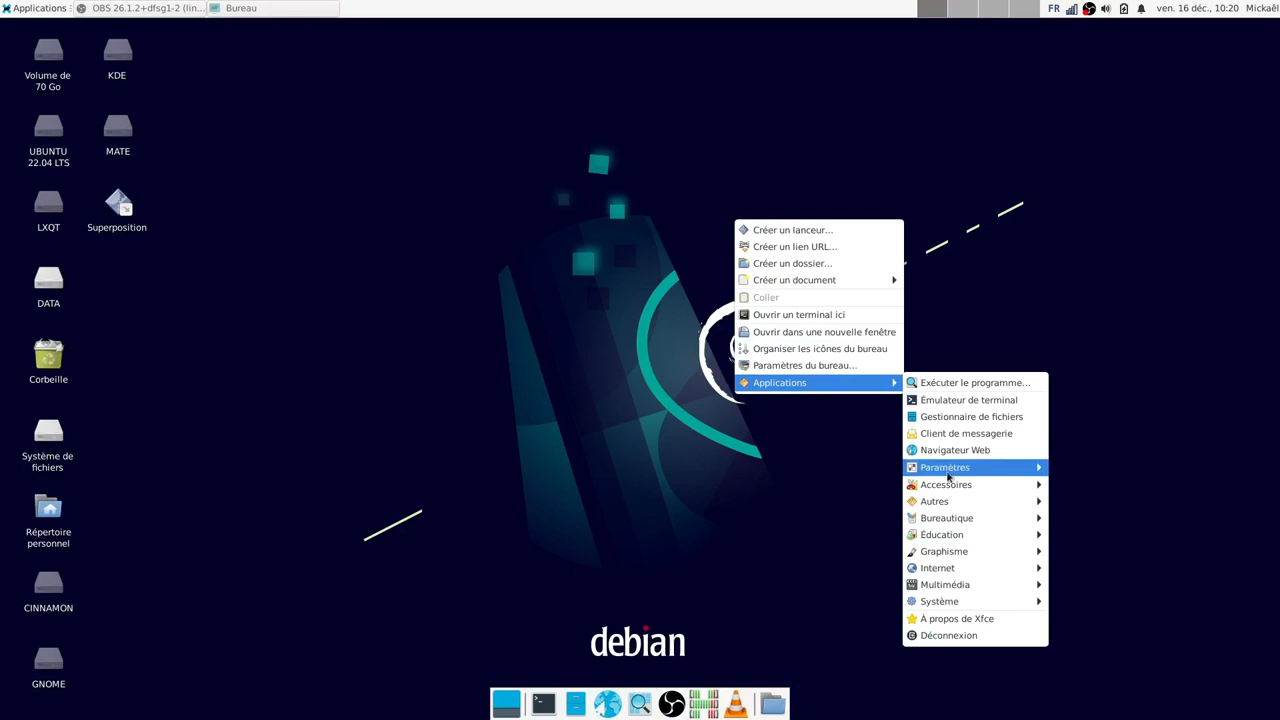 Applications
OBS 26.1.2+dfsg1-2 (lin...
Bureau
FR
ven. 16 déc., 10:20
Mickaël
Volume de
70 Go
KDE
UBUNTU
22.04 LTS
MATE
LXQT
Superposition
DATA
Corbeille
Système de
fichiers
Répertoire
personnel
CINNAMON
GNOME
Créer un lanceur...
Créer un lien URL...
Créer un dossier...
Créer un document
Coller
Ouvrir un terminal ici
Ouvrir dans une nouvelle fenêtre
Organiser les icônes du bureau
Paramètres du bureau...
Applications
Exécuter le programme...
Émulateur de terminal
Gestionnaire de fichiers
Client de messagerie
Navigateur Web
Paramètres
Accessoires
Autres
Bureautique
Éducation
Graphisme
Internet
Multimédia
Système
À propos de Xfce
Déconnexion
debian